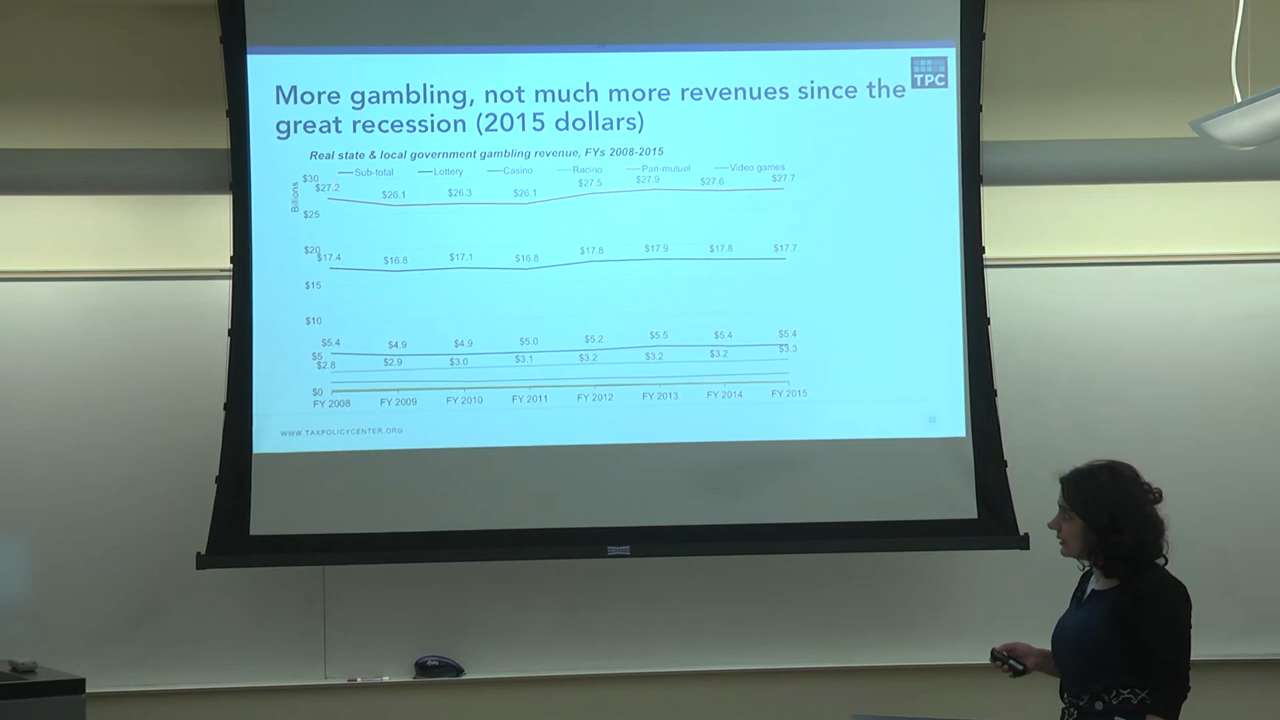 TPC
More gambling, not much more revenues since the
great recession (2015 dollars)
Real state & local government gambling revenue, FYs 2008-2015
Sub-total Lottery Casino Racino Pari-mutuel Video games
Billions
$30
$27.2 $26.1 $26.3 $26.1 $27.5 $27.9 $27.6 $27.7
$25
$20
$17.4 $16.8 $17.1 $16.8 $17.8 $17.9 $17.8 $17.7
$15
$10
$5.4 $4.9 $4.9 $5.0 $5.2 $5.5 $5.4 $5.4
$5
$2.8 $2.9 $3.0 $3.1 $3.2 $3.2 $3.2 $3.3
$0
FY 2008 FY 2009 FY 2010 FY 2011 FY 2012 FY 2013 FY 2014 FY 2015
WWW.TAXPOLICYCENTER.ORG